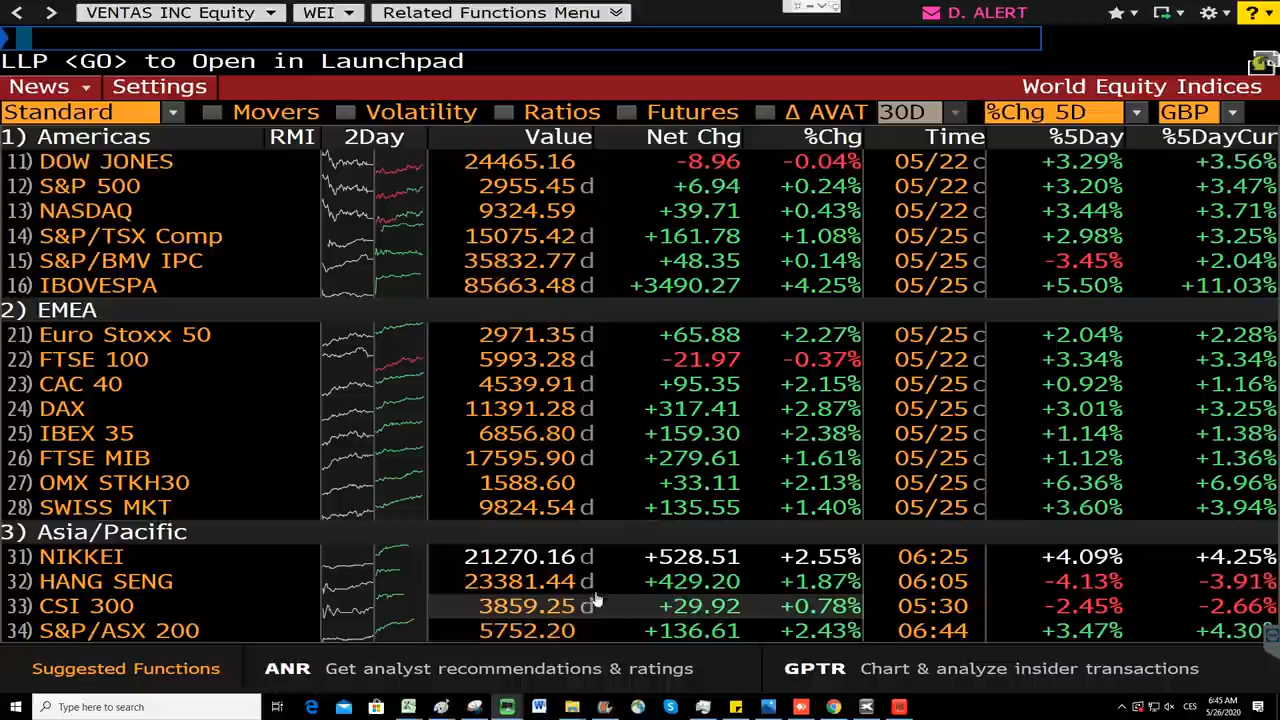 VENTAS INC Equity WEI Related Functions Menu D. ALERT ?
LLP <GO> to Open in Launchpad
News Settings World Equity Indices
Standard Movers Volatility Ratios Futures Δ AVAT 30D %Chg 5D GBP
1) Americas RMI 2Day Value Net Chg %Chg Time %5Day %5DayCur
11) DOW JONES 24465.16 -8.96 -0.04% 05/22 c +3.29% +3.56%
12) S&P 500 2955.45 d +6.94 +0.24% 05/22 c +3.20% +3.47%
13) NASDAQ 9324.59 +39.71 +0.43% 05/22 c +3.44% +3.71%
14) S&P/TSX Comp 15075.42 d +161.78 +1.08% 05/25 c +2.98% +3.25%
15) S&P/BMV IPC 35832.77 d +48.35 +0.14% 05/25 c -3.45% +2.04%
16) IBOVESPA 85663.48 d +3490.27 +4.25% 05/25 c +5.50% +11.03%
2) EMEA
21) Euro Stoxx 50 2971.35 d +65.88 +2.27% 05/25 c +2.04% +2.28%
22) FTSE 100 5993.28 d -21.97 -0.37% 05/22 c +3.34% +3.34%
23) CAC 40 4539.91 d +95.35 +2.15% 05/25 c +0.92% +1.16%
24) DAX 11391.28 d +317.41 +2.87% 05/25 c +3.01% +3.25%
25) IBEX 35 6856.80 d +159.30 +2.38% 05/25 c +1.14% +1.38%
26) FTSE MIB 17595.90 d +279.61 +1.61% 05/25 c +1.12% +1.36%
27) OMX STKH30 1588.60 +33.11 +2.13% 05/25 c +6.36% +6.96%
28) SWISS MKT 9824.54 d +135.55 +1.40% 05/25 c +3.60% +3.94%
3) Asia/Pacific
31) NIKKEI 21270.16 d +528.51 +2.55% 06:25 +4.09% +4.25%
32) HANG SENG 23381.44 d +429.20 +1.87% 06:05 -4.13% -3.91%
33) CSI 300 3859.25 d +29.92 +0.78% 05:30 -2.45% -2.66%
34) S&P/ASX 200 5752.20 +136.61 +2.43% 06:44 +3.47% +4.30%
Suggested Functions ANR Get analyst recommendations & ratings GPTR Chart & analyze insider transactions
Type here to search CES 6:45 AM
5/26/2020